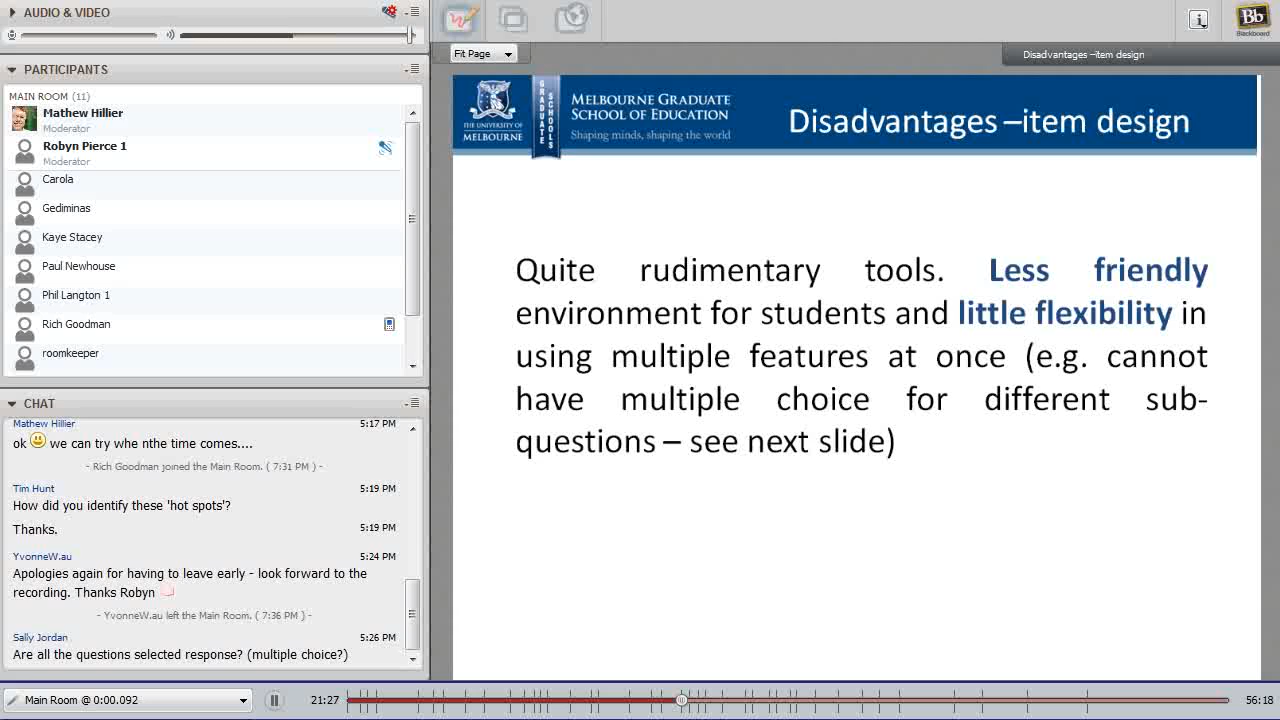 AUDIO & VIDEO
PARTICIPANTS
MAIN ROOM (11)
Mathew Hillier
Moderator
Robyn Pierce 1
Moderator
Carola
Gediminas
Kaye Stacey
Paul Newhouse
Phil Langton 1
Rich Goodman
roomkeeper
CHAT
Mathew Hillier 5:17 PM
ok we can try whe nthe time comes....
- Rich Goodman joined the Main Room. ( 7:31 PM ) -
Tim Hunt 5:19 PM
How did you identify these 'hot spots'?
Thanks. 5:19 PM
YvonneW.au 5:24 PM
Apologies again for having to leave early - look forward to the
recording. Thanks Robyn
- YvonneW.au left the Main Room. ( 7:36 PM ) -
Sally Jordan 5:26 PM
Are all the questions selected response? (multiple choice?)
Main Room @ 0:00.092
21:27
56:18
Fit Page
Disadvantages –item design
i
Bb
Blackboard
THE UNIVERSITY OF
MELBOURNE
GRADUATE
SCHOOLS
MELBOURNE GRADUATE
SCHOOL OF EDUCATION
Shaping minds, shaping the world
Disadvantages –item design
Quite rudimentary tools. Less friendly
environment for students and little flexibility in
using multiple features at once (e.g. cannot
have multiple choice for different sub-
questions – see next slide)